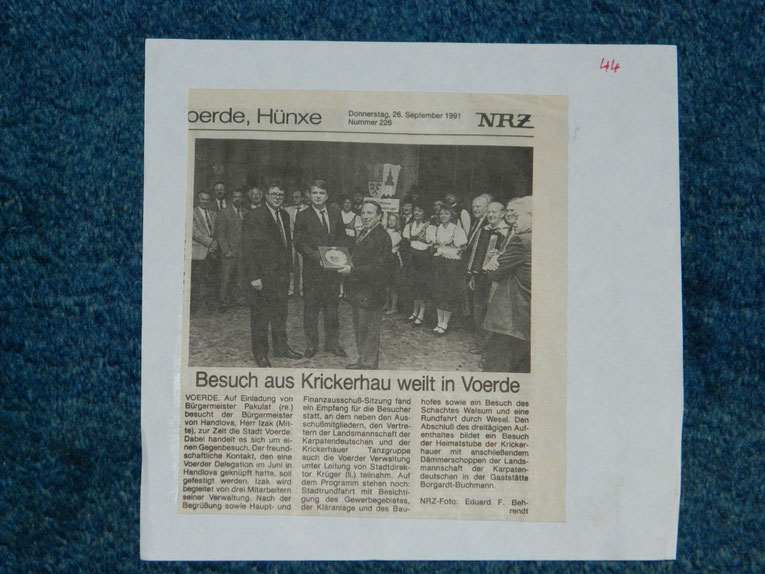 44
oerde, Hünxe
Donnerstag, 26. September 1991
Nummer 226
NRZ
Besuch aus Krickerhau weilt in Voerde
VOERDE. Auf Einladung von
Bürgermeister Pakulat (re.)
besucht der Bürgermeister
von Handlova, Herr Izak (Mit-
te), zur Zeit die Stadt Voerde.
Dabei handelt es sich um ei-
nen Gegenbesuch. Der freund-
schaftliche Kontakt, den eine
Voerder Delegation im Juni in
Handlova geknüpft hatte, soll
gefestigt werden. Izak wird
begleitet von drei Mitarbeitern
seiner Verwaltung. Nach der
Begrüßung sowie Haupt- und
Finanzausschuß-Sitzung fand
ein Empfang für die Besucher
statt, an dem neben den Aus-
schußmitgliedern, den Vertre-
tern der Landsmannschaft der
Karpatendeutschen und der
Krickerhauer Tanzgruppe
auch die Voerder Verwaltung
unter Leitung von Stadtdirek-
tor Krüger (li.) teilnahm. Auf
dem Programm stehen noch:
Stadtrundfahrt mit Besichti-
gung des Gewerbegebietes,
der Kläranlage und des Bau-
hofes sowie ein Besuch des
Schachtes Walsum und eine
Rundfahrt durch Wesel. Den
Abschluß des dreitägigen Auf-
enthaltes bildet ein Besuch
der Heimatstube der Kricker-
hauer mit anschließendem
Dämmerschoppen der Lands-
mannschaft der Karpaten-
deutschen in der Gaststätte
Borgardt-Buchmann.
NRZ-Foto: Eduard F. Beh-
rendt